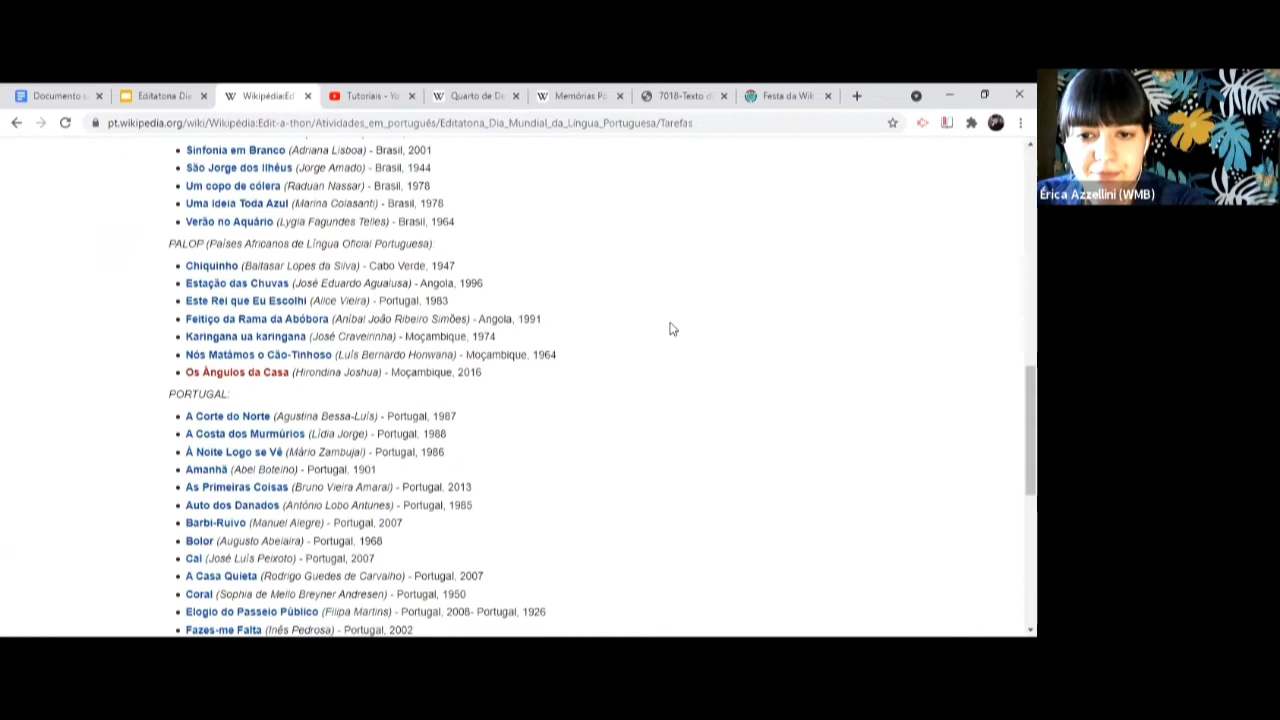 Documento
Editatona Dia
Wikipédia:Ed
Tutoriais - Yo
Quarto de De
Memórias Pó
7018-Texto d
Festa da Wik
pt.wikipedia.org/wiki/Wikipédia:Edit-a-thon/Atividades_em_português/Editatona_Dia_Mundial_da_Língua_Portuguesa/Tarefas
Érica Azzellini (WMB)
Sinfonia em Branco (Adriana Lisboa) - Brasil, 2001
São Jorge dos Ilhéus (Jorge Amado) - Brasil, 1944
Um copo de cólera (Raduan Nassar) - Brasil, 1978
Uma Ideia Toda Azul (Marina Colasanti) - Brasil, 1978
Verão no Aquário (Lygia Fagundes Telles) - Brasil, 1964
PALOP (Países Africanos de Língua Oficial Portuguesa):
Chiquinho (Baltasar Lopes da Silva) - Cabo Verde, 1947
Estação das Chuvas (José Eduardo Agualusa) - Angola, 1996
Este Rei que Eu Escolhi (Alice Vieira) - Portugal, 1983
Feitiço da Rama da Abóbora (Aníbal João Ribeiro Simões) - Angola, 1991
Karingana ua karingana (José Craveirinha) - Moçambique, 1974
Nós Matámos o Cão-Tinhoso (Luís Bernardo Honwana) - Moçambique, 1964
Os Ângulos da Casa (Hirondina Joshua) - Moçambique, 2016
PORTUGAL:
A Corte do Norte (Agustina Bessa-Luís) - Portugal, 1987
A Costa dos Murmúrios (Lídia Jorge) - Portugal, 1988
À Noite Logo se Vê (Mário Zambujal) - Portugal, 1986
Amanhã (Abel Botelho) - Portugal, 1901
As Primeiras Coisas (Bruno Vieira Amaral) - Portugal, 2013
Auto dos Danados (António Lobo Antunes) - Portugal, 1985
Barbi-Ruivo (Manuel Alegre) - Portugal, 2007
Bolor (Augusto Abelaira) - Portugal, 1968
Cal (José Luís Peixoto) - Portugal, 2007
A Casa Quieta (Rodrigo Guedes de Carvalho) - Portugal, 2007
Coral (Sophia de Mello Breyner Andresen) - Portugal, 1950
Elogio do Passeio Público (Filipa Martins) - Portugal, 2008- Portugal, 1926
Fazes-me Falta (Inês Pedrosa) - Portugal, 2002